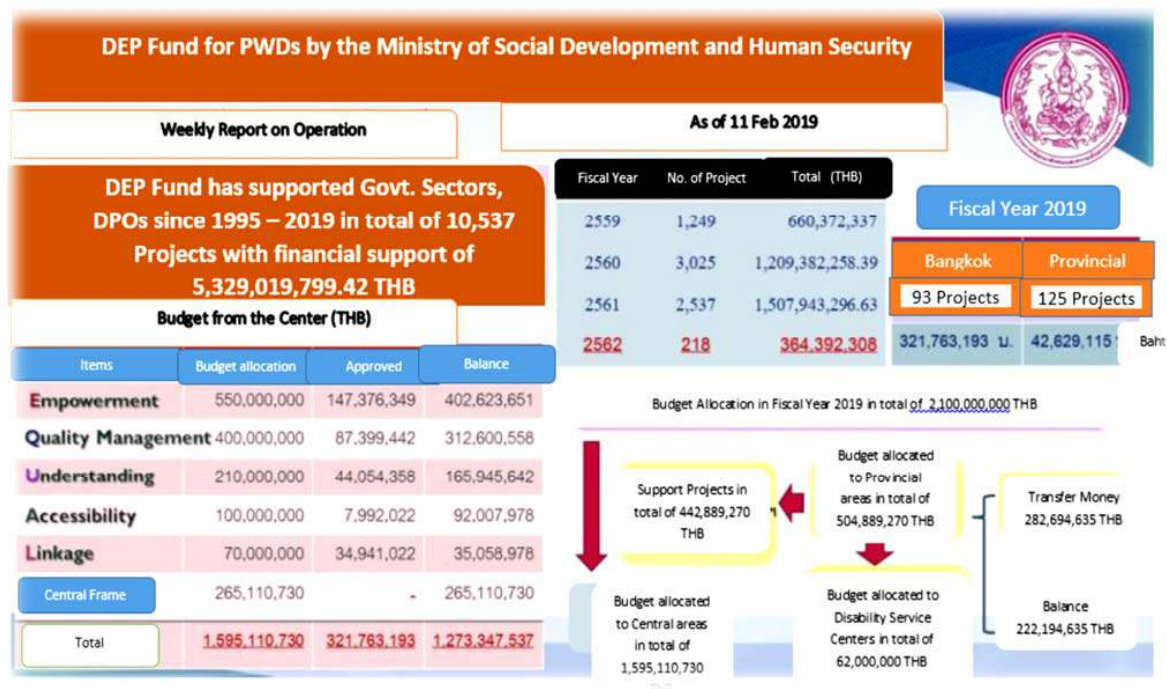 DEP Fund for PWDs by the Ministry of Social Development and Human Security
Weekly Report on Operation
As of 11 Feb 2019
DEP Fund has supported Govt. Sectors,
DPOs since 1995 – 2019 in total of 10,537
Projects with financial support of
5,329,019,799.42 THB
Budget from the Center (THB)
Items Budget allocation Approved Balance
Empowerment 550,000,000 147,376,349 402,623,651
Quality Management 400,000,000 87,399,442 312,600,558
Understanding 210,000,000 44,054,358 165,945,642
Accessibility 100,000,000 7,992,022 92,007,978
Linkage 70,000,000 34,941,022 35,058,978
Central Frame 265,110,730 - 265,110,730
Total 1,595,110,730 321,763,193 1,273,347,537
Fiscal Year No. of Project Total (THB)
2559 1,249 660,372,337
2560 3,025 1,209,382,258.39
2561 2,537 1,507,943,296.63
2562 218 364,392,308
Fiscal Year 2019
Bangkok Provincial
93 Projects 125 Projects
321,763,193 บ. 42,629,115 Baht
Budget Allocation in Fiscal Year 2019 in total of 2,100,000,000 THB
Support Projects in
total of 442,889,270
THB
Budget allocated
to Provincial
areas in total of
504,889,270 THB
Transfer Money
282,694,635 THB
Balance
222,194,635 THB
Budget allocated
to Central areas
in total of
1,595,110,730
Budget allocated to
Disability Service
Centers in total of
62,000,000 THB